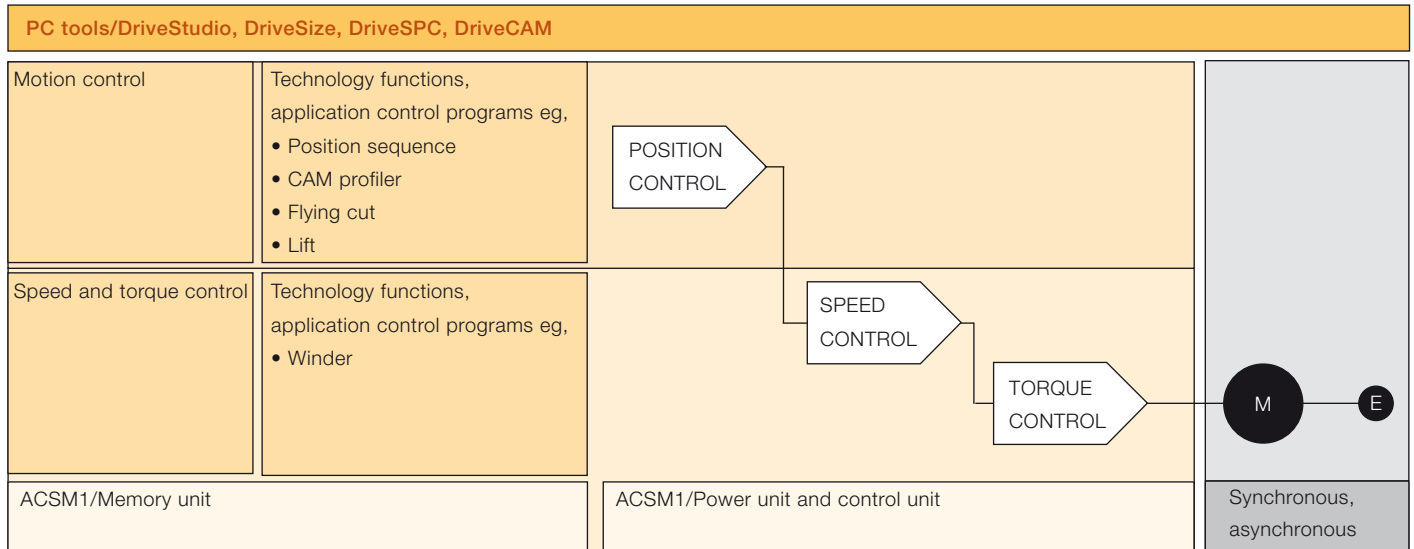 PC tools/DriveStudio, DriveSize, DriveSPC, DriveCAM
Motion control
Technology functions,
application control programs eg,
• Position sequence
• CAM profiler
• Flying cut
• Lift
POSITION
CONTROL
Speed and torque control
Technology functions,
application control programs eg,
• Winder
SPEED
CONTROL
TORQUE
CONTROL
M
E
ACSM1/Memory unit
ACSM1/Power unit and control unit
Synchronous,
asynchronous